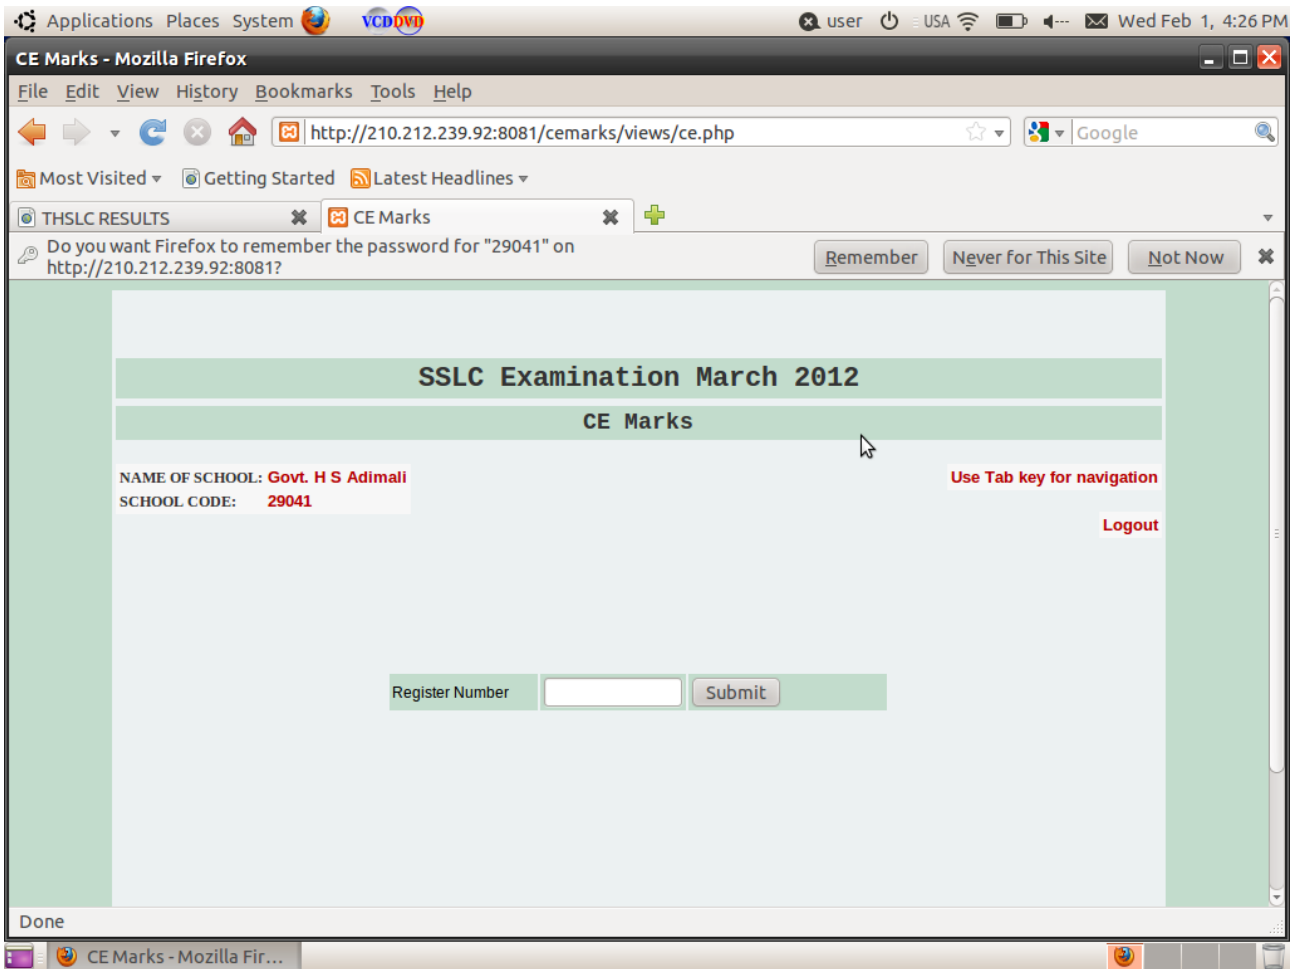 Applications Places System VCDDVD user USA Wed Feb 1, 4:26 PM
CE Marks - Mozilla Firefox
File Edit View History Bookmarks Tools Help
http://210.212.239.92:8081/cemarks/views/ce.php Google
Most Visited Getting Started Latest Headlines
THSLC RESULTS CE Marks
Do you want Firefox to remember the password for "29041" on
http://210.212.239.92:8081?
Remember Never for This Site Not Now
SSLC Examination March 2012
CE Marks
NAME OF SCHOOL: Govt. H S Adimali Use Tab key for navigation
SCHOOL CODE: 29041
Logout
Register Number Submit
Done
CE Marks - Mozilla Fir...